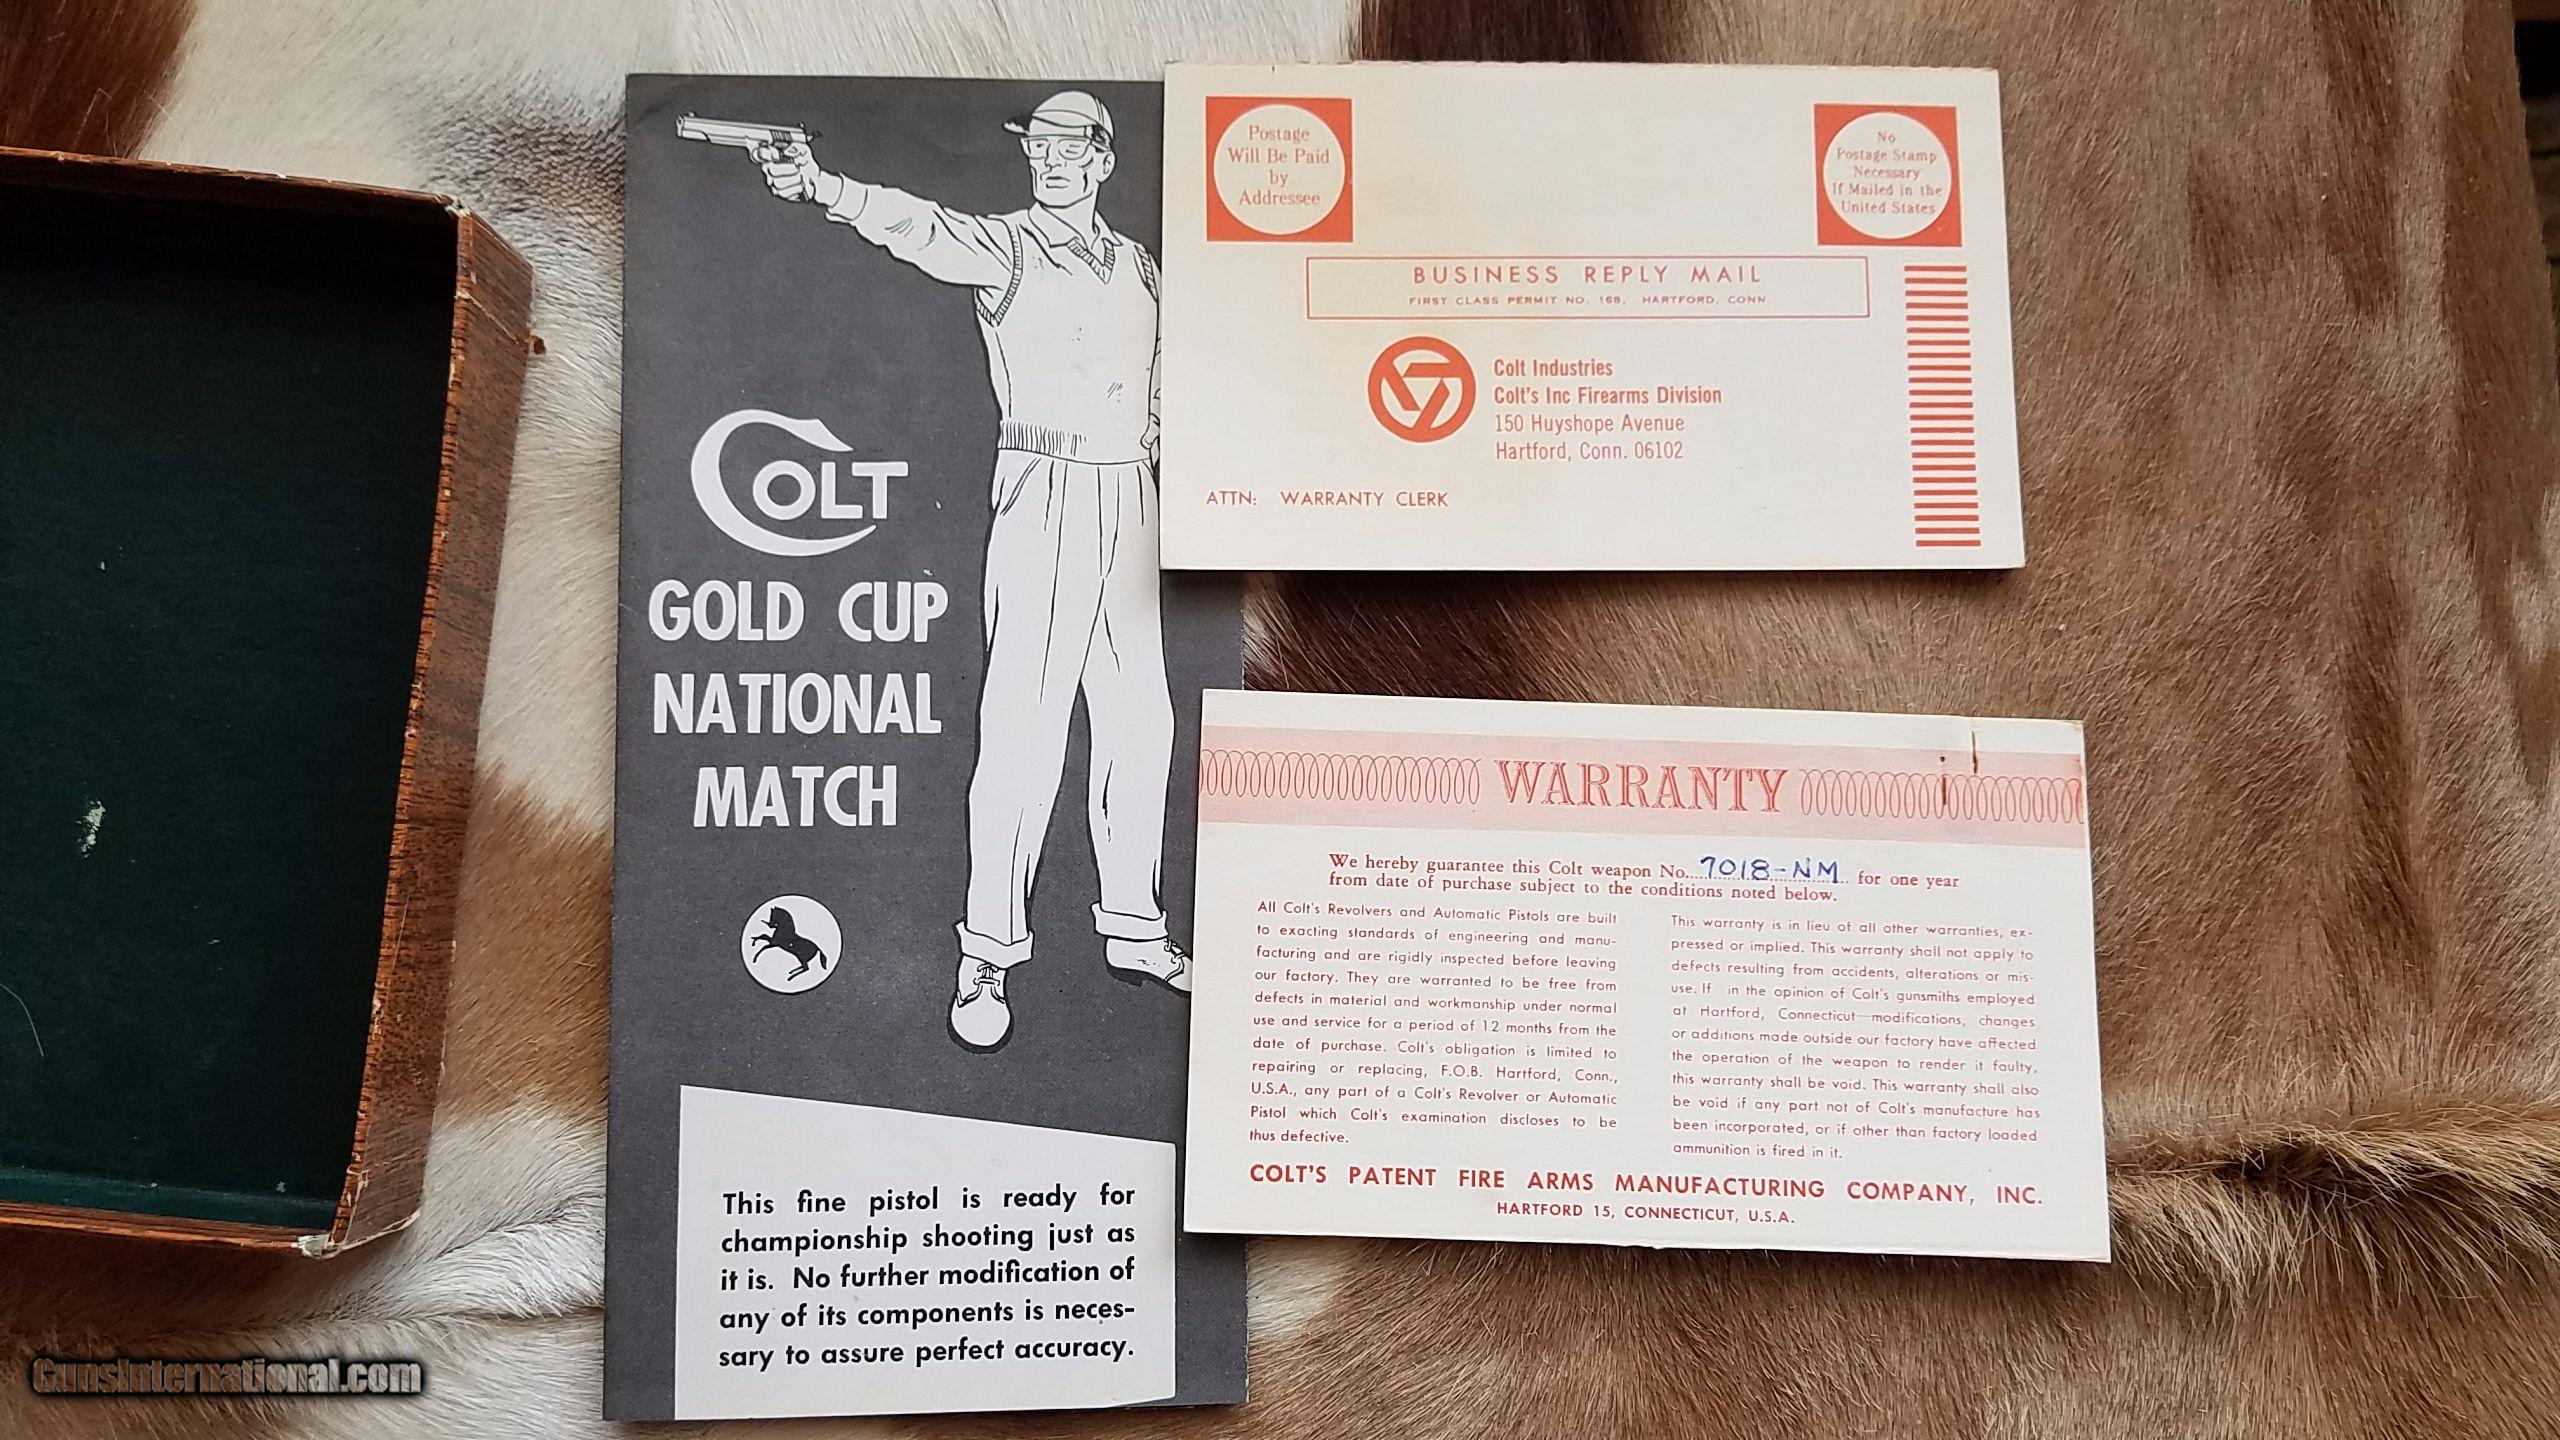 COLT
GOLD CUP
NATIONAL
MATCH
This fine pistol is ready for
championship shooting just as
it is. No further modification of
any of its components is neces-
sary to assure perfect accuracy.
Postage
Will Be Paid
by
Addressee
No
Postage Stamp
Necessary
If Mailed in the
United States
BUSINESS REPLY MAIL
FIRST CLASS PERMIT NO. 168, HARTFORD, CONN.
Colt Industries
Colt's Inc Firearms Division
150 Huyshope Avenue
Hartford, Conn. 06102
ATTN: WARRANTY CLERK
WARRANTY
We hereby guarantee this Colt weapon No. 7018-NM for one year
from date of purchase subject to the conditions noted below.
All Colt's Revolvers and Automatic Pistols are built
to exacting standards of engineering and manu-
facturing and are rigidly inspected before leaving
our factory. They are warranted to be free from
defects in material and workmanship under normal
use and service for a period of 12 months from the
date of purchase. Colt's obligation is limited to
repairing or replacing, F.O.B. Hartford, Conn.,
U.S.A., any part of a Colt's Revolver or Automatic
Pistol which Colt's examination discloses to be
thus defective.
This warranty is in lieu of all other warranties, ex-
pressed or implied. This warranty shall not apply to
defects resulting from accidents, alterations or mis-
use. If in the opinion of Colt's gunsmiths employed
at Hartford, Connecticut—modifications, changes
or additions made outside our factory have affected
the operation of the weapon to render it faulty,
this warranty shall be void. This warranty shall also
be void if any part not of Colt's manufacture has
been incorporated, or if other than factory loaded
ammunition is fired in it.
COLT'S PATENT FIRE ARMS MANUFACTURING COMPANY, INC.
HARTFORD 15, CONNECTICUT, U.S.A.
GunsInternational.com